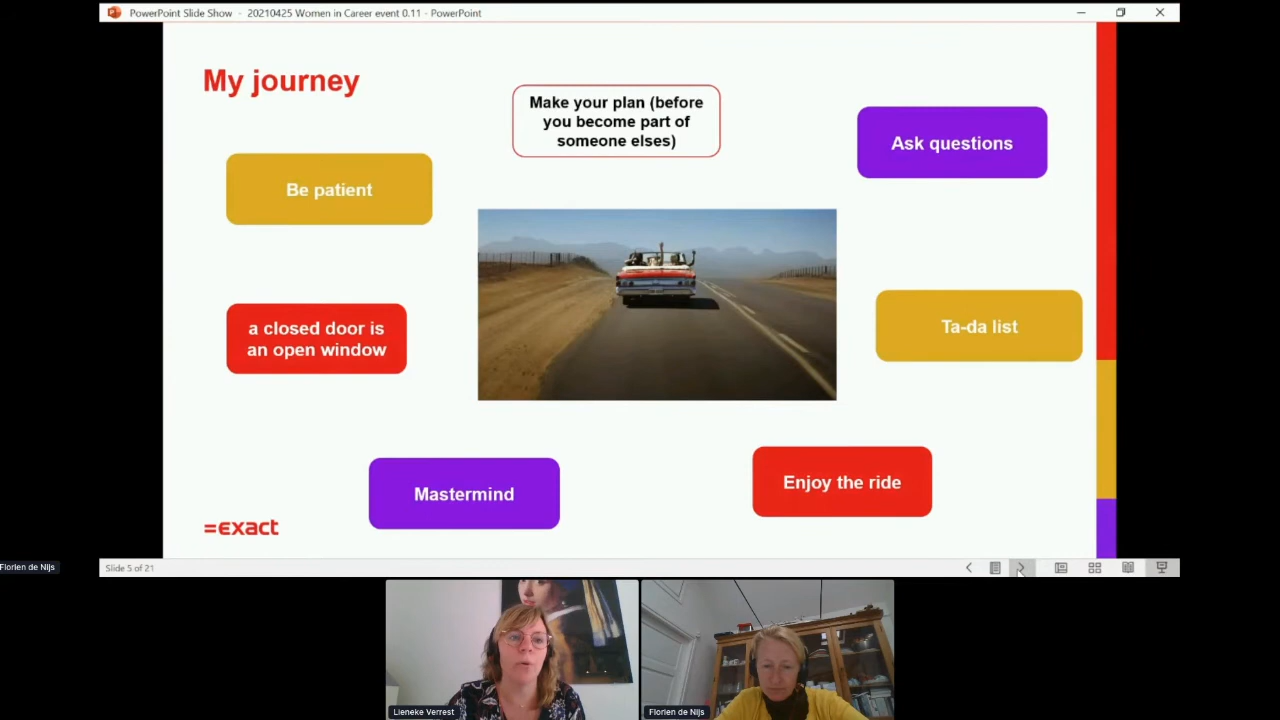 PowerPoint Slide Show - 20210425 Women in Career event 0.11 - PowerPoint
My journey
Make your plan (before
you become part of
someone elses)
Ask questions
Be patient
a closed door is
an open window
Ta-da list
Mastermind
Enjoy the ride
=exact
Florien de Nijs
Slide 5 of 21
Lieneke Verrest
Florien de Nijs